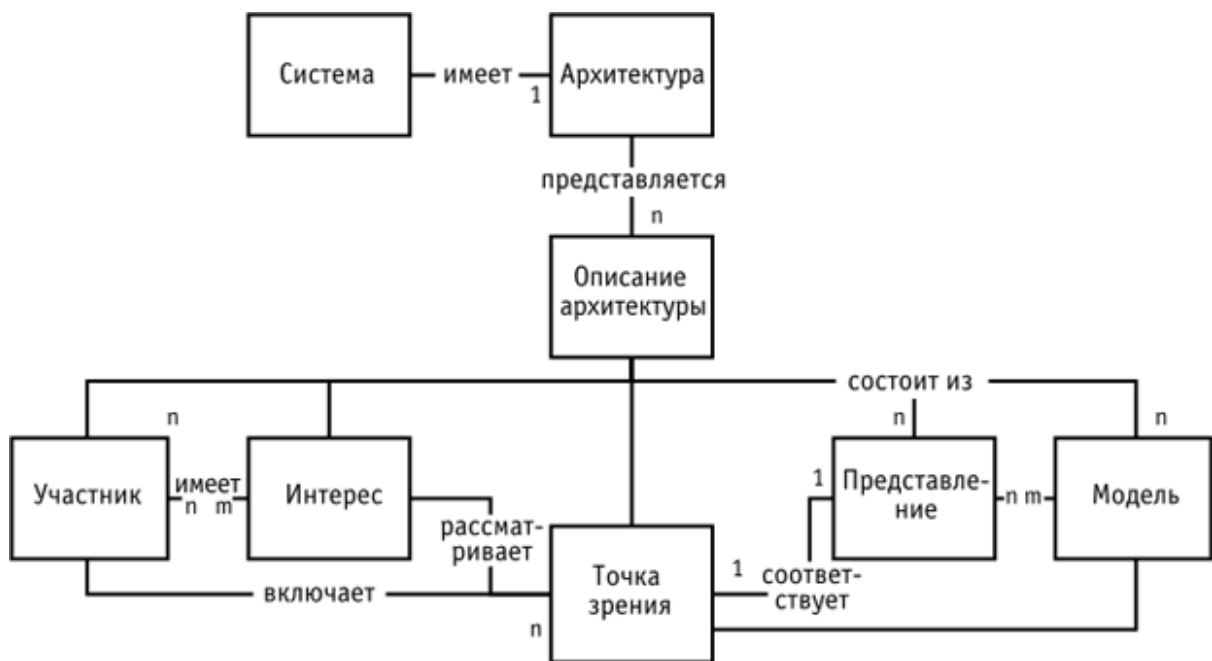 Система
имеет
1
Архитектура
представляется
n
Описание
архитектуры
состоит из
n
n
n
Участник
имеет
n m
Интерес
рассмат-
ривает
включает
n
Точка
зрения
1
соответ-
ствует
1
Представле-
ние
n m
Модель